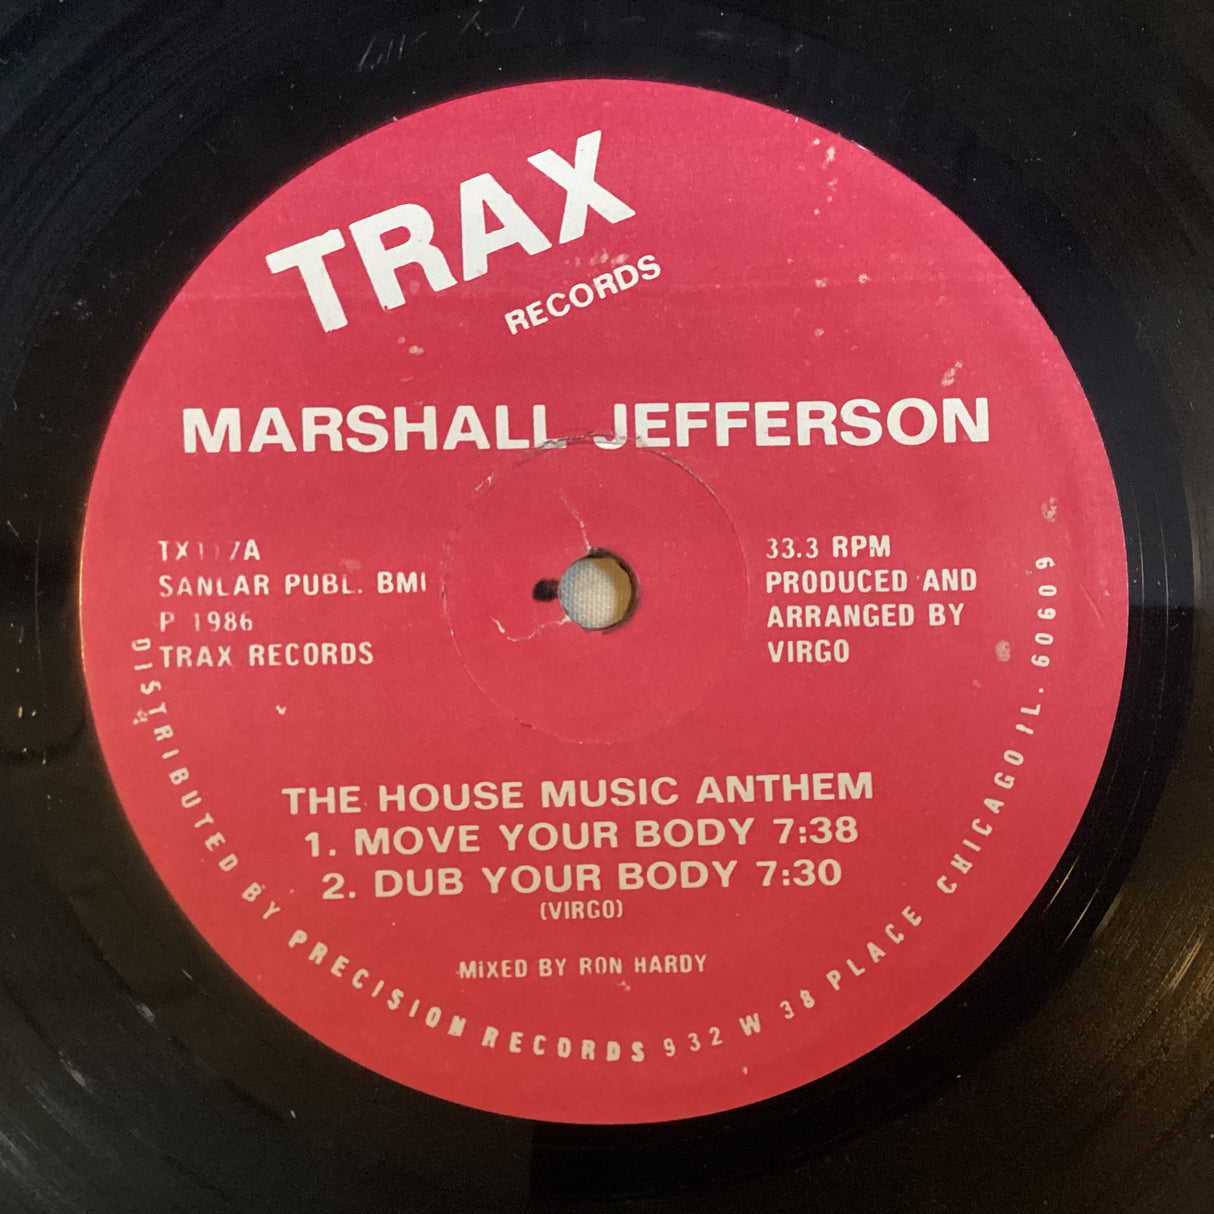 TRAX
RECORDS
MARSHALL JEFFERSON
TX117A
SANLAR PUBL. BMI
P 1986
TRAX RECORDS
33.3 RPM
PRODUCED AND
ARRANGED BY
VIRGO
THE HOUSE MUSIC ANTHEM
1. MOVE YOUR BODY 7:38
2. DUB YOUR BODY 7:30
(VIRGO)
MIXED BY RON HARDY
DISTRIBUTED BY PRECISION RECORDS 932 W 38 PLACE CHICAGO IL. 60609